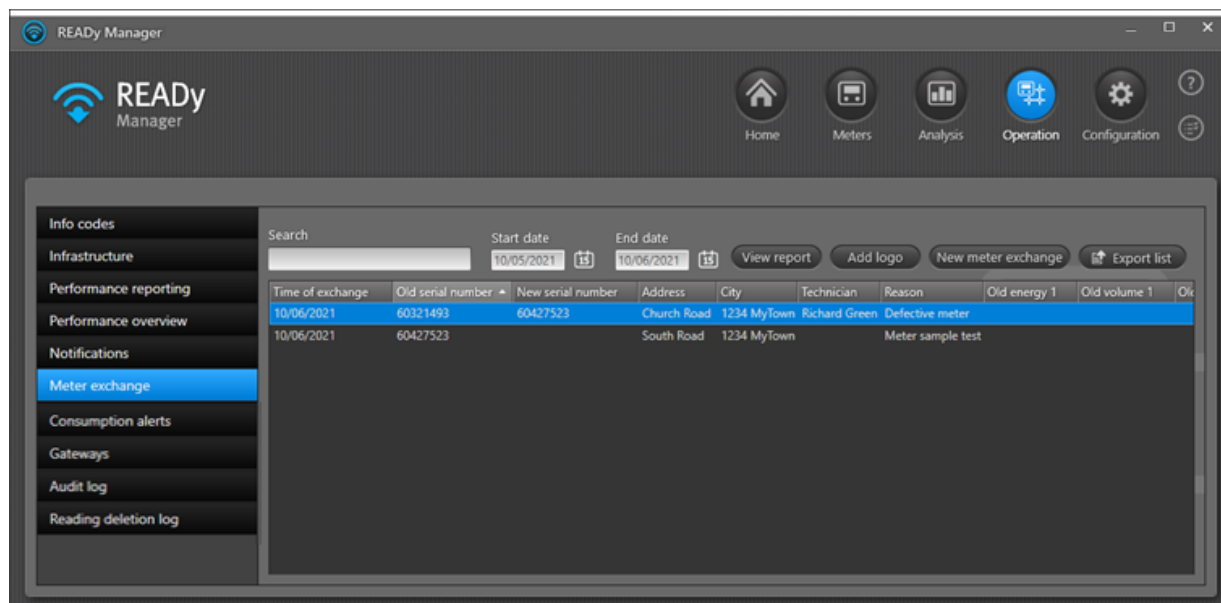 READy Manager
READy
Manager
Home Meters Analysis Operation Configuration
Info codes
Infrastructure
Performance reporting
Performance overview
Notifications
Meter exchange
Consumption alerts
Gateways
Audit log
Reading deletion log
Search Start date End date
10/05/2021 15 10/06/2021 15 View report Add logo New meter exchange Export list
Time of exchange Old serial number New serial number Address City Technician Reason Old energy 1 Old volume 1
10/06/2021 60321493 60427523 Church Road 1234 MyTown Richard Green Defective meter
10/06/2021 60427523 South Road 1234 MyTown Meter sample test